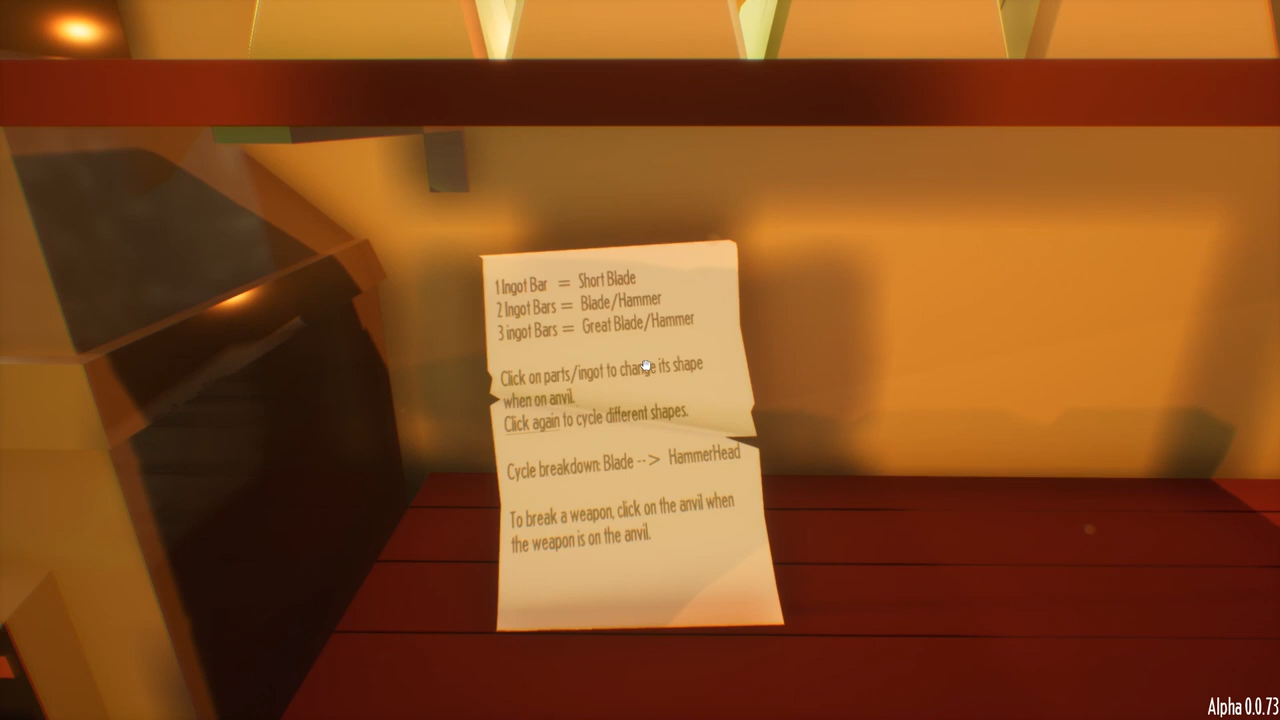 1 Ingot Bar = Short Blade
2 Ingot Bars = Blade/Hammer
3 ingot Bars = Great Blade/Hammer
Click on parts/ingot to change its shape
when on anvil.
Click again to cycle different shapes.
Cycle breakdown: Blade --> HammerHead
To break a weapon, click on the anvil when
the weapon is on the anvil.
Alpha 0.0.73